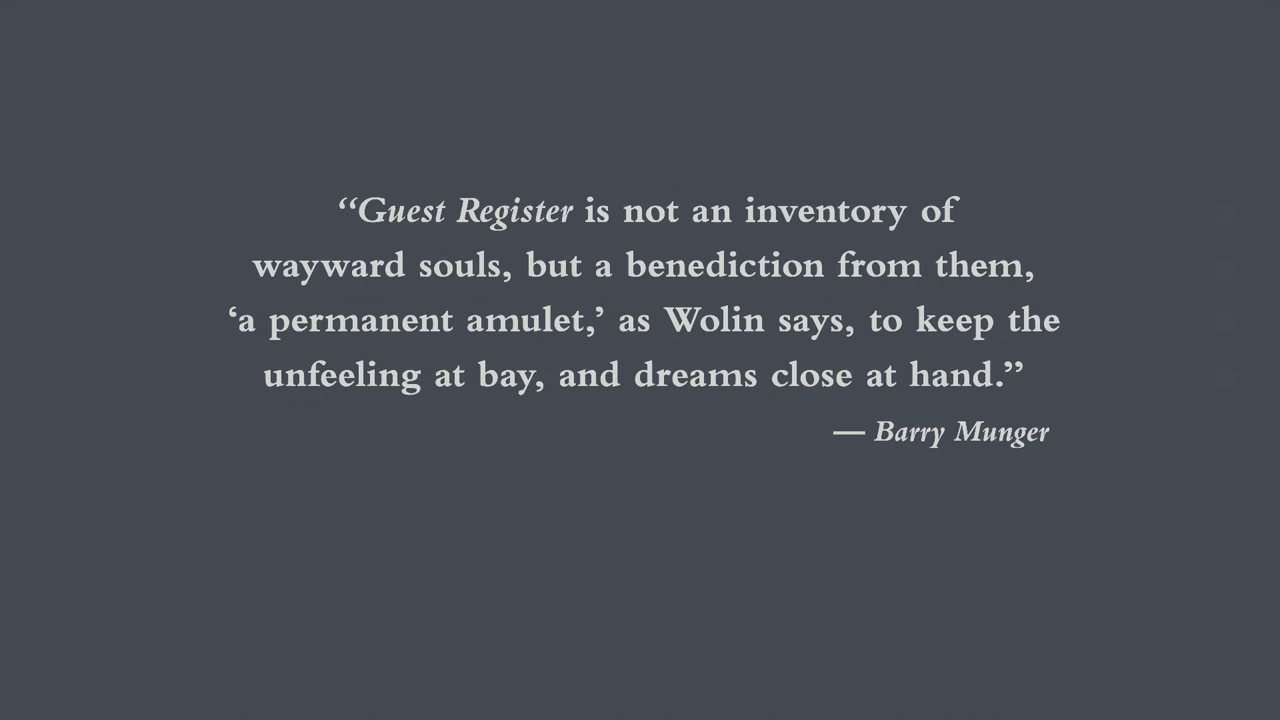 “Guest Register is not an inventory of
wayward souls, but a benediction from them,
‘a permanent amulet,’ as Wolin says, to keep the
unfeeling at bay, and dreams close at hand.”
— Barry Munger